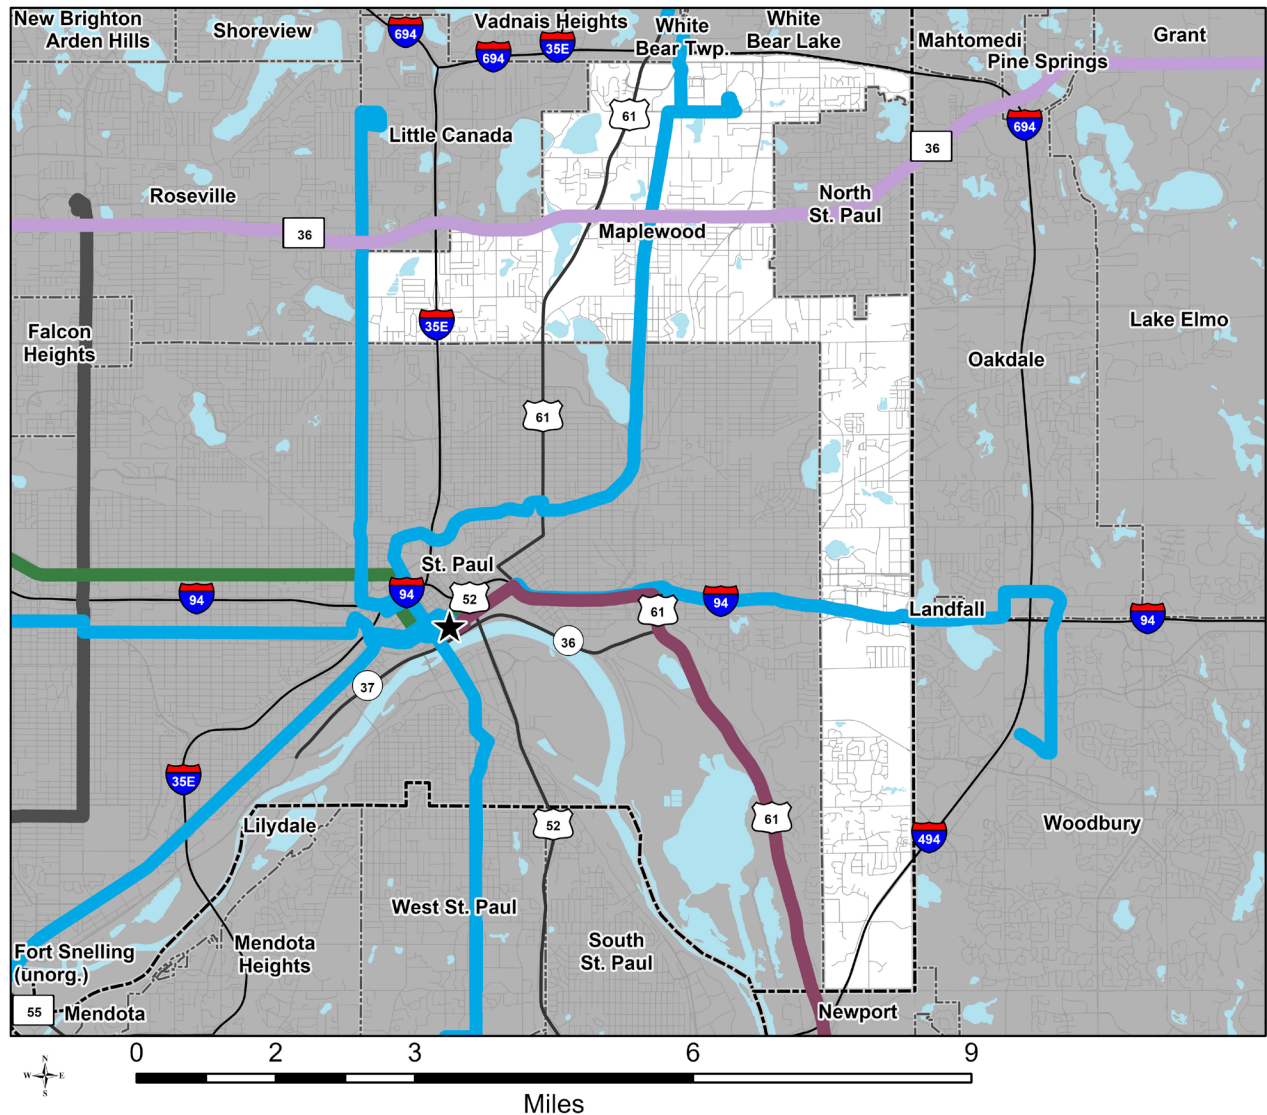 New Brighton
Arden Hills
Shoreview
694
Vadnais Heights
694
35E
White
Bear Twp.
White
Bear Lake
Mahtomedi
Pine Springs
Grant
61
Little Canada
694
36
Roseville
North
St. Paul
36
Maplewood
35E
Falcon
Heights
Lake Elmo
Oakdale
61
St. Paul
94
94
52
61
94
Landfall
94
36
37
35E
Lilydale
52
61
494
Woodbury
West St. Paul
Mendota
Heights
South
St. Paul
Fort Snelling
(unorg.)
55
Mendota
Newport
N
W
E
S
0
2
3
6
9
Miles